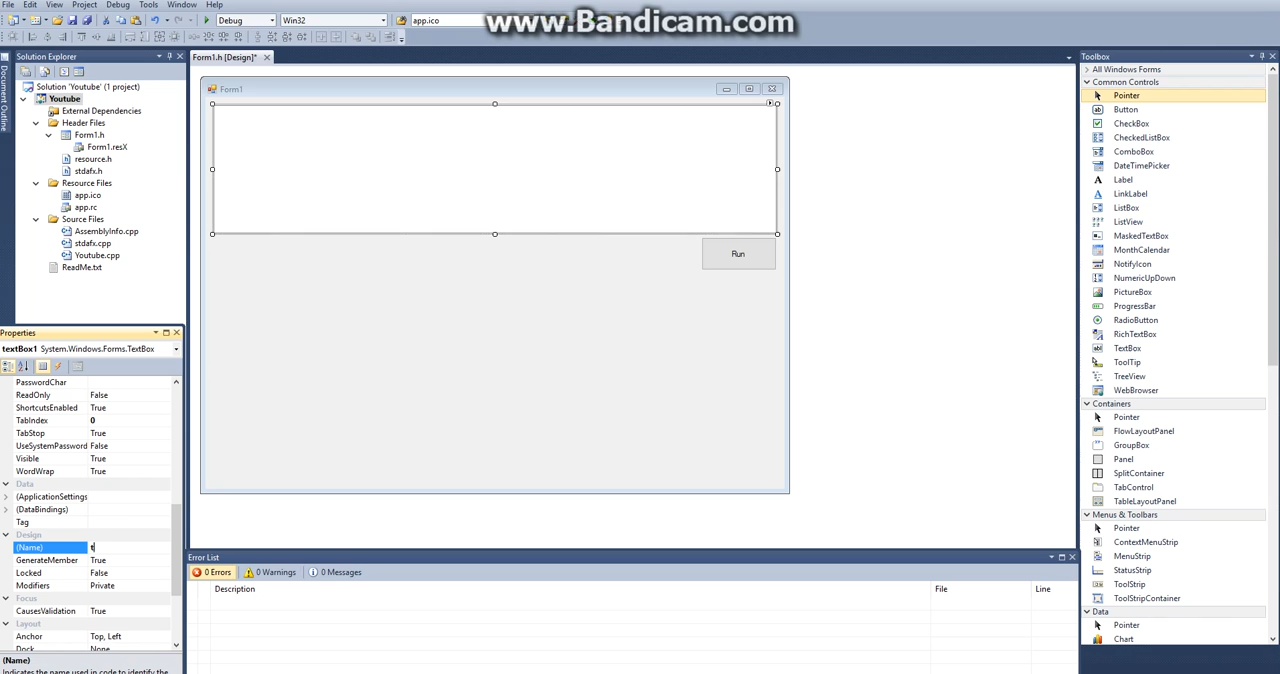 File Edit View Project Debug Tools Window Help
Debug Win32 app.ico
www.Bandicam.com
Document Outline
Solution Explorer
Solution 'Youtube' (1 project)
Youtube
External Dependencies
Header Files
Form1.h
Form1.resX
resource.h
stdafx.h
Resource Files
app.ico
app.rc
Source Files
AssemblyInfo.cpp
stdafx.cpp
Youtube.cpp
ReadMe.txt
Properties
textBox1 System.Windows.Forms.TextBox
PasswordChar
ReadOnly False
ShortcutsEnabled True
TabIndex 0
TabStop True
UseSystemPassword False
Visible True
WordWrap True
Data
(ApplicationSettings
(DataBindings)
Tag
Design
(Name) t
GenerateMember True
Locked False
Modifiers Private
Focus
CausesValidation True
Layout
Anchor Top, Left
Dock None
(Name)
Indicates the name used in code to identify the
Form1.h [Design]*
Form1
Run
Error List
0 Errors 0 Warnings 0 Messages
Description File Line
Toolbox
All Windows Forms
Common Controls
Pointer
Button
CheckBox
CheckedListBox
ComboBox
DateTimePicker
Label
LinkLabel
ListBox
ListView
MaskedTextBox
MonthCalendar
NotifyIcon
NumericUpDown
PictureBox
ProgressBar
RadioButton
RichTextBox
TextBox
ToolTip
TreeView
WebBrowser
Containers
Pointer
FlowLayoutPanel
GroupBox
Panel
SplitContainer
TabControl
TableLayoutPanel
Menus & Toolbars
Pointer
ContextMenuStrip
MenuStrip
StatusStrip
ToolStrip
ToolStripContainer
Data
Pointer
Chart